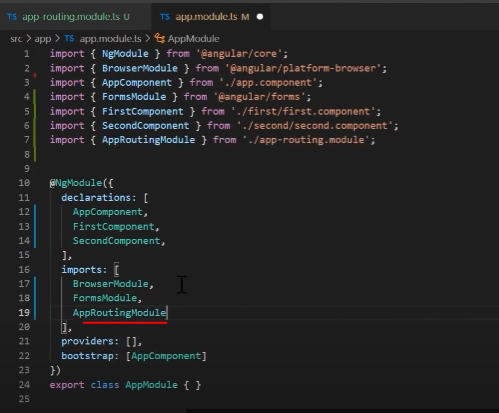 TS app-routing.module.ts U TS app.module.ts M
src > app > TS app.module.ts > AppModule
1 import { NgModule } from '@angular/core';
2 import { BrowserModule } from '@angular/platform-browser';
3 import { AppComponent } from './app.component';
4 import { FormsModule } from '@angular/forms';
5 import { FirstComponent } from './first/first.component';
6 import { SecondComponent } from './second/second.component';
7 import { AppRoutingModule } from './app-routing.module';
8
9
10 @NgModule({
11 declarations: [
12 AppComponent,
13 FirstComponent,
14 SecondComponent,
15 ],
16 imports: [
17 BrowserModule,
18 FormsModule,
19 AppRoutingModule
20 ],
21 providers: [],
22 bootstrap: [AppComponent]
23 })
24 export class AppModule { }
25